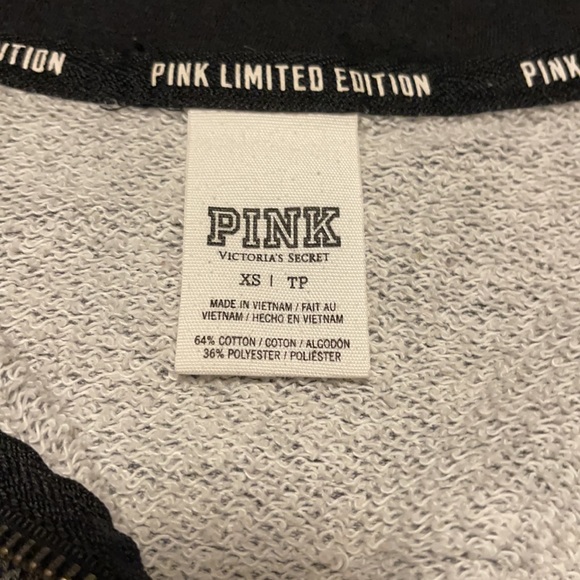 UTION PINK LIMITED EDITION PINK
PINK
VICTORIA'S SECRET
XS | TP
MADE IN VIETNAM / FAIT AU
VIETNAM / HECHO EN VIETNAM
64% COTTON / COTON / ALGODÓN
36% POLYESTER / POLIÉSTER